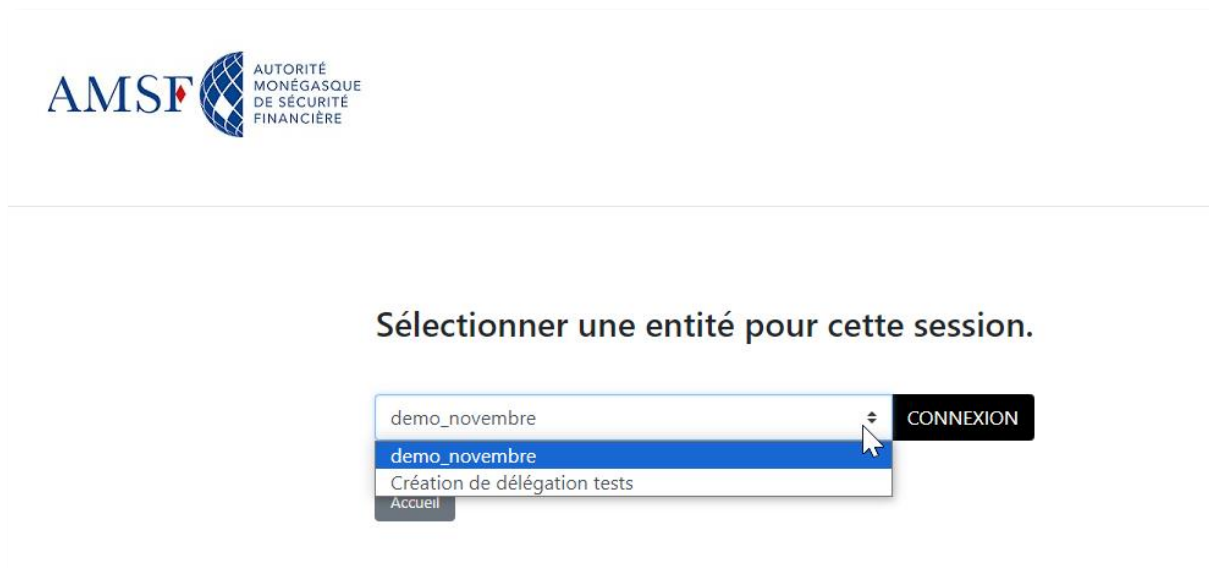 AMSF
AUTORITÉ
MONÉGASQUE
DE SÉCURITÉ
FINANCIÈRE
Sélectionner une entité pour cette session.
demo_novembre
CONNEXION
demo_novembre
Création de délégation tests
Accueil